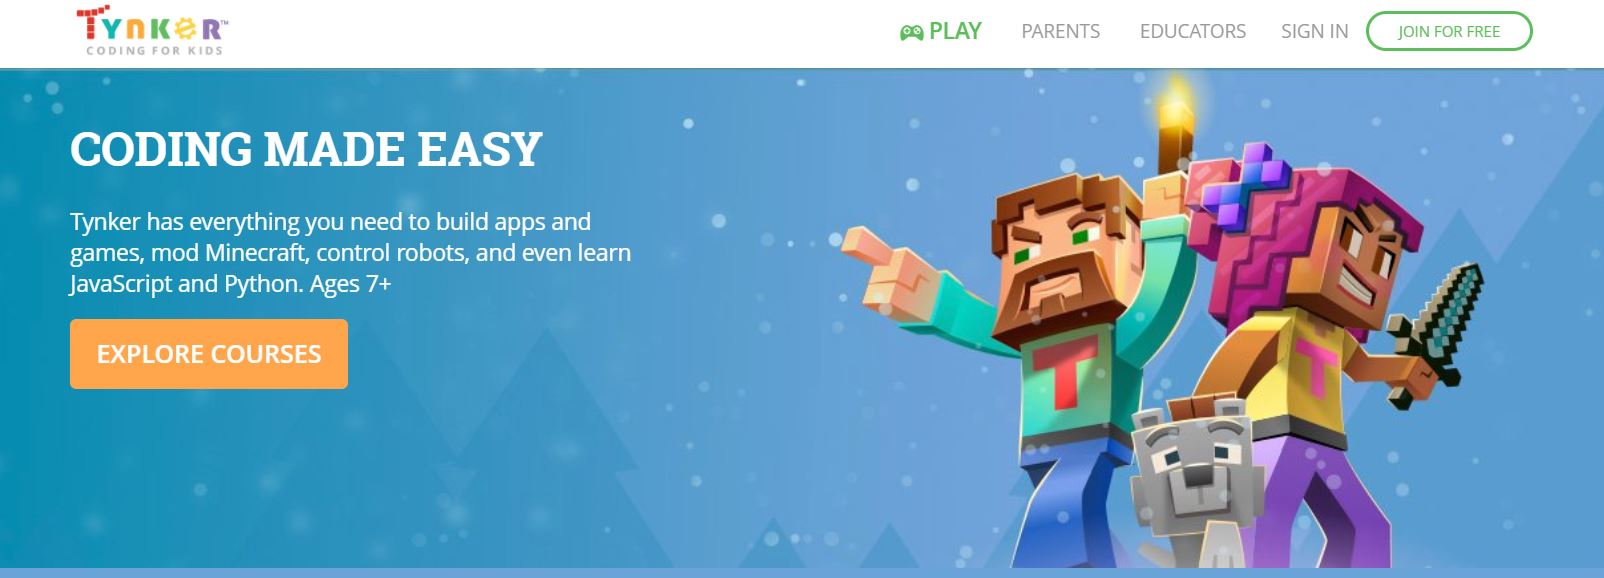 TYNKER™
CODING FOR KIDS
PLAY
PARENTS
EDUCATORS
SIGN IN
JOIN FOR FREE
CODING MADE EASY
Tynker has everything you need to build apps and
games, mod Minecraft, control robots, and even learn
JavaScript and Python. Ages 7+
EXPLORE COURSES
T
T